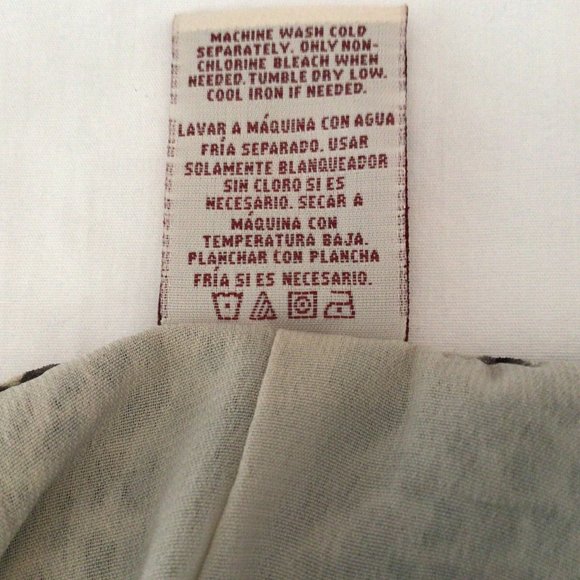 MACHINE WASH COLD
SEPARATELY. ONLY NON-
CHLORINE BLEACH WHEN
NEEDED. TUMBLE DRY LOW.
COOL IRON IF NEEDED.
LAVAR A MÁQUINA CON AGUA
FRÍA SEPARADO. USAR
SOLAMENTE BLANQUEADOR
SIN CLORO SI ES
NECESARIO. SECAR A
MÁQUINA CON
TEMPERATURA BAJA.
PLANCHAR CON PLANCHA
FRÍA SI ES NECESARIO.